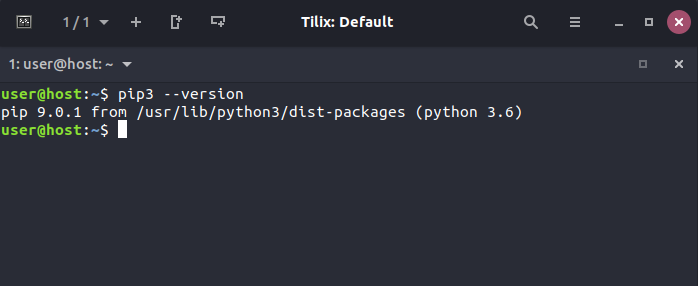 1 / 1
Tilix: Default
1: user@host: ~
user@host:~$ pip3 --version
pip 9.0.1 from /usr/lib/python3/dist-packages (python 3.6)
user@host:~$